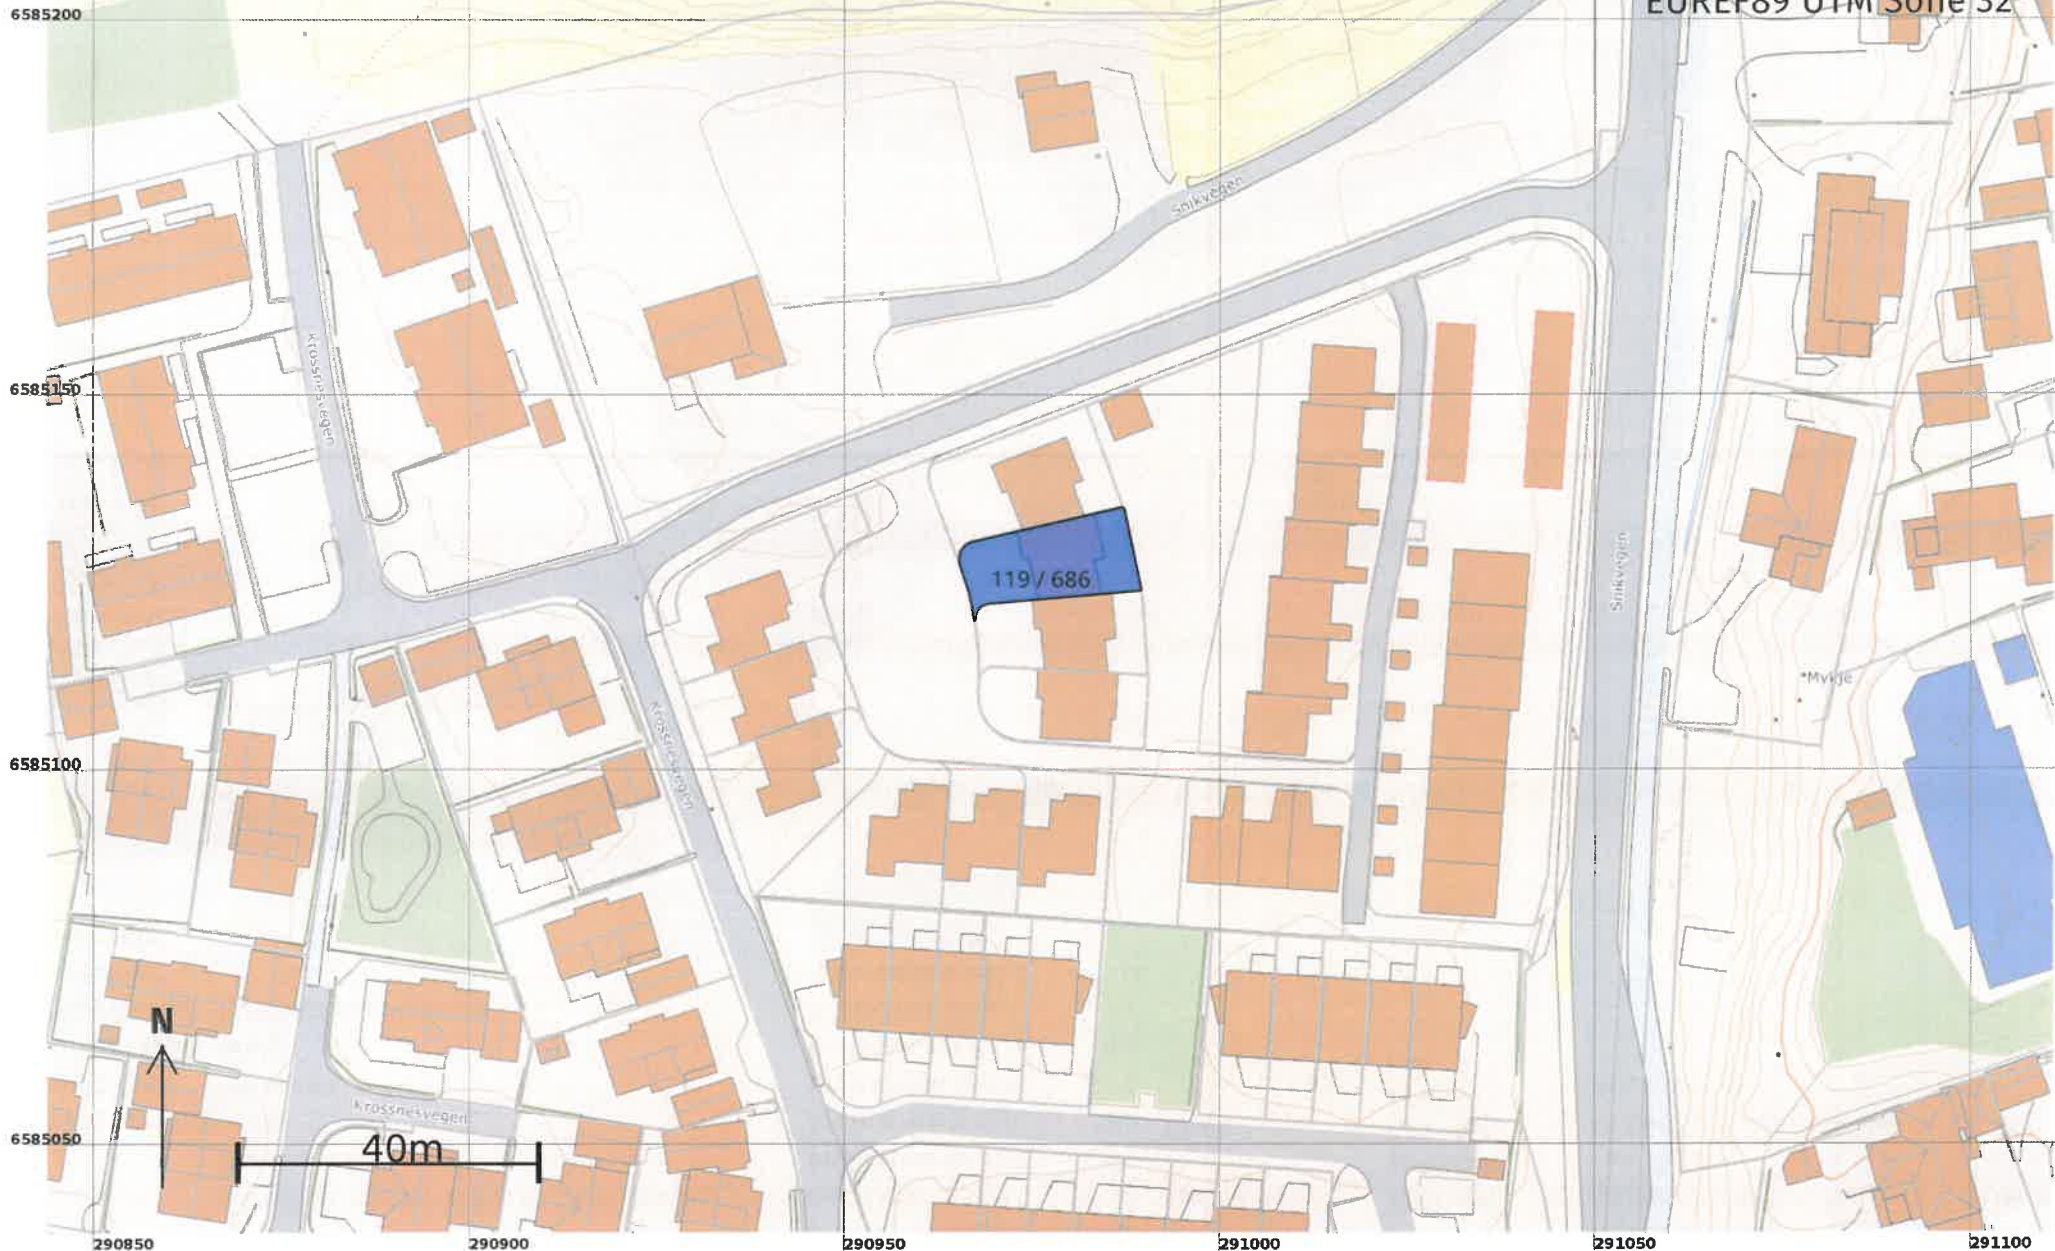 6585200
EUREF89 UTM Sone 32
Snikvegen
Krossnesvegen
6585150
Snikvegen
119 / 686
Mykje
Krossnesvegen
6585100
N
Krossnesvegen
6585050
40m
290850
290900
290950
291000
291050
291100